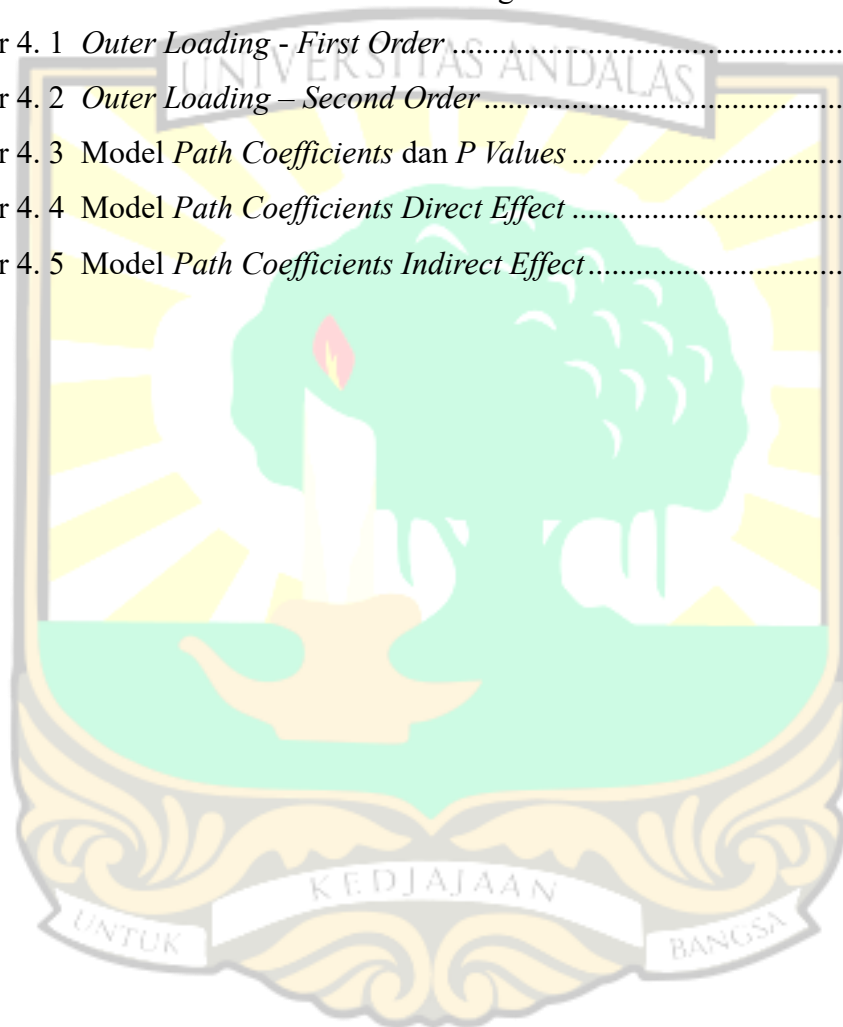 r 4. 1 Outer Loading - First Order ........................................................
r 4. 2 Outer Loading – Second Order ...................................................
r 4. 3 Model Path Coefficients dan P Values .......................................
r 4. 4 Model Path Coefficients Direct Effect ........................................
r 4. 5 Model Path Coefficients Indirect Effect .....................................
UNIVERSITAS ANDALAS
UNTUK KEDJAJAAN BANGSA